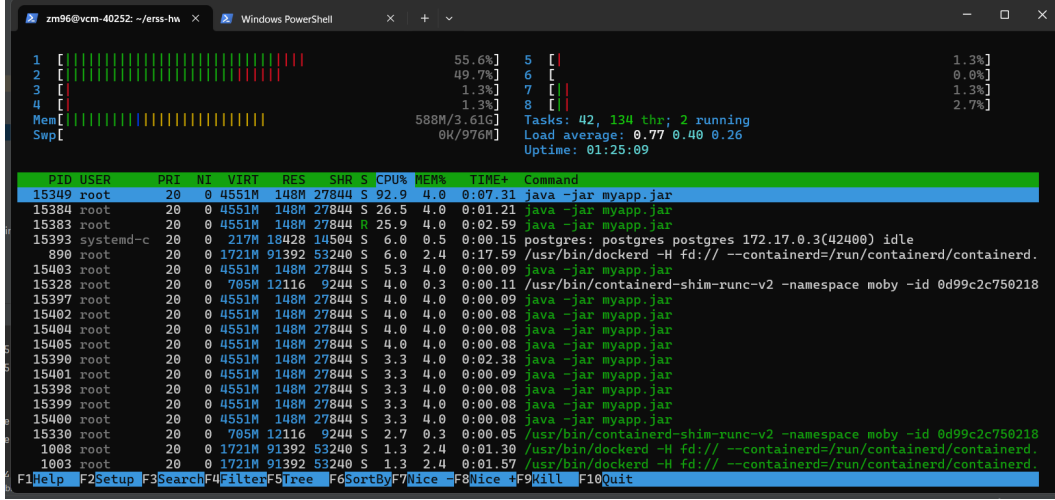 zm96@vcm-40252: ~/erss-hw × Windows PowerShell × + ⌄ − □ ×
1 [|||||||||||||||||||||||||||||||| 55.6%] 5 [| 1.3%]
2 [||||||||||||||||||||||||||||| 49.7%] 6 [ 0.0%]
3 [| 1.3%] 7 [|| 1.3%]
4 [| 1.3%] 8 [|| 2.7%]
Mem[||||||||||||||||||||||||||| 588M/3.61G] Tasks: 42, 134 thr; 2 running
Swp[ 0K/976M] Load average: 0.77 0.40 0.26
Uptime: 01:25:09
PID USER PRI NI VIRT RES SHR S CPU% MEM% TIME+ Command
15349 root 20 0 4551M 148M 27844 S 92.9 4.0 0:07.31 java -jar myapp.jar
15384 root 20 0 4551M 148M 27844 S 26.5 4.0 0:01.21 java -jar myapp.jar
15383 root 20 0 4551M 148M 27844 R 25.9 4.0 0:02.59 java -jar myapp.jar
15393 systemd-c 20 0 217M 18428 14504 S 6.0 0.5 0:00.15 postgres: postgres postgres 172.17.0.3(42400) idle
890 root 20 0 1721M 91392 53240 S 6.0 2.4 0:17.59 /usr/bin/dockerd -H fd:// --containerd=/run/containerd/containerd.
15403 root 20 0 4551M 148M 27844 S 5.3 4.0 0:00.09 java -jar myapp.jar
15328 root 20 0 705M 12116 9244 S 4.0 0.3 0:00.11 /usr/bin/containerd-shim-runc-v2 -namespace moby -id 0d99c2c750218
15397 root 20 0 4551M 148M 27844 S 4.0 4.0 0:00.09 java -jar myapp.jar
15402 root 20 0 4551M 148M 27844 S 4.0 4.0 0:00.08 java -jar myapp.jar
15404 root 20 0 4551M 148M 27844 S 4.0 4.0 0:00.08 java -jar myapp.jar
15405 root 20 0 4551M 148M 27844 S 4.0 4.0 0:00.08 java -jar myapp.jar
15390 root 20 0 4551M 148M 27844 S 3.3 4.0 0:02.38 java -jar myapp.jar
15401 root 20 0 4551M 148M 27844 S 3.3 4.0 0:00.09 java -jar myapp.jar
15398 root 20 0 4551M 148M 27844 S 3.3 4.0 0:00.08 java -jar myapp.jar
15399 root 20 0 4551M 148M 27844 S 3.3 4.0 0:00.08 java -jar myapp.jar
15400 root 20 0 4551M 148M 27844 S 3.3 4.0 0:00.08 java -jar myapp.jar
15330 root 20 0 705M 12116 9244 S 2.7 0.3 0:00.05 /usr/bin/containerd-shim-runc-v2 -namespace moby -id 0d99c2c750218
1008 root 20 0 1721M 91392 53240 S 1.3 2.4 0:01.30 /usr/bin/dockerd -H fd:// --containerd=/run/containerd/containerd.
1003 root 20 0 1721M 91392 53240 S 1.3 2.4 0:01.57 /usr/bin/dockerd -H fd:// --containerd=/run/containerd/containerd.
F1Help F2Setup F3SearchF4FilterF5Tree F6SortByF7Nice -F8Nice +F9Kill F10Quit